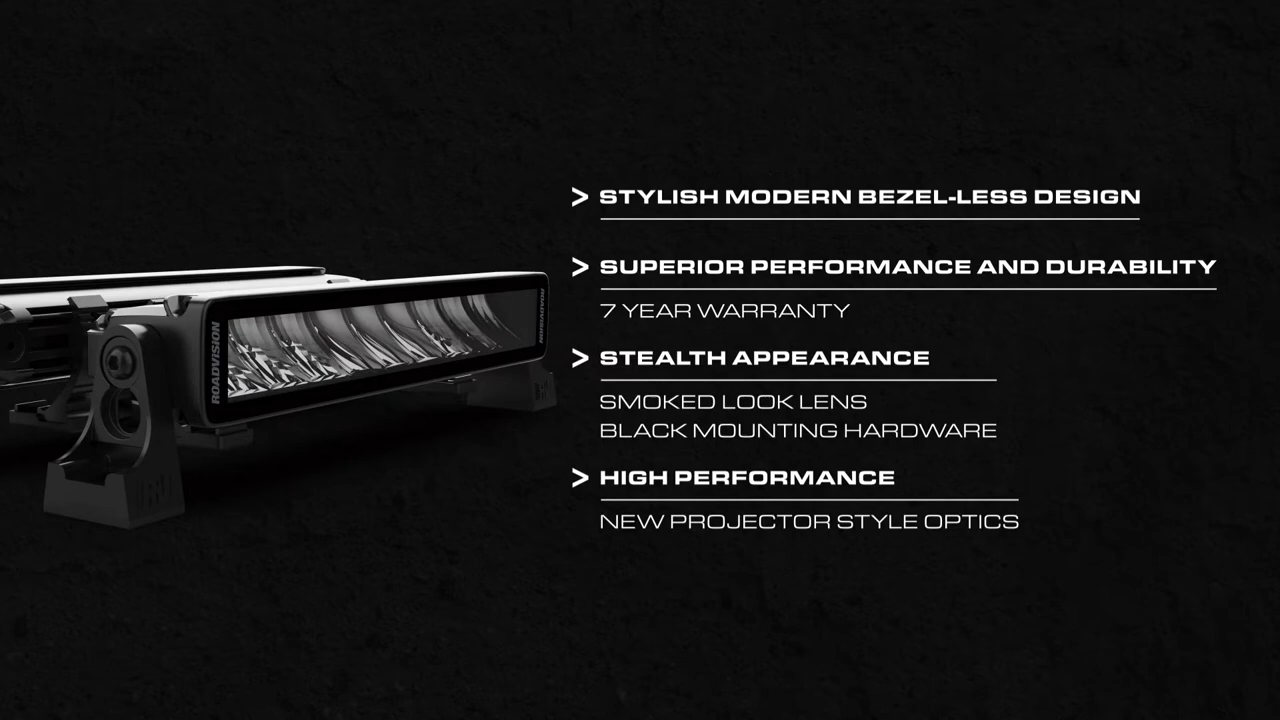 > STYLISH MODERN BEZEL-LESS DESIGN
> SUPERIOR PERFORMANCE AND DURABILITY
7 YEAR WARRANTY
> STEALTH APPEARANCE
SMOKED LOOK LENS
BLACK MOUNTING HARDWARE
> HIGH PERFORMANCE
NEW PROJECTOR STYLE OPTICS
ROADVISION
ROADVISION